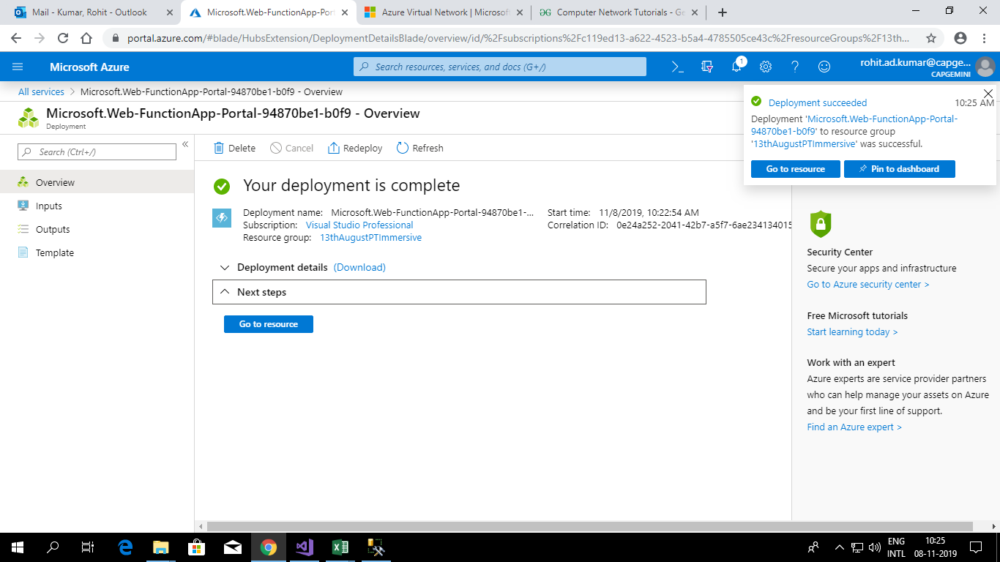 Mail - Kumar, Rohit - Outlook
Microsoft.Web-FunctionApp-Port
Azure Virtual Network | Microsoft
Computer Network Tutorials - Ge
portal.azure.com/#blade/HubsExtension/DeploymentDetailsBlade/overview/id/%2Fsubscriptions%2Fc119ed13-a622-4523-b5a4-4785505ce43c%2FresourceGroups%2F13th...
Microsoft Azure
Search resources, services, and docs (G+/)
1
rohit.ad.kumar@capge...
CAPGEMINI
All services > Microsoft.Web-FunctionApp-Portal-94870be1-b0f9 - Overview
Microsoft.Web-FunctionApp-Portal-94870be1-b0f9 - Overview
Deployment
Deployment succeeded 10:25 AM
Deployment 'Microsoft.Web-FunctionApp-Portal-
94870be1-b0f9' to resource group
'13thAugustPTImmersive' was successful.
Go to resource
Pin to dashboard
Search (Ctrl+/)
Overview
Inputs
Outputs
Template
Delete
Cancel
Redeploy
Refresh
Your deployment is complete
Deployment name: Microsoft.Web-FunctionApp-Portal-94870be1-...
Subscription: Visual Studio Professional
Resource group: 13thAugustPTImmersive
Start time: 11/8/2019, 10:22:54 AM
Correlation ID: 0e24a252-2041-42b7-a5f7-6ae234134015
Deployment details (Download)
Next steps
Go to resource
Security Center
Secure your apps and infrastructure
Go to Azure security center >
Free Microsoft tutorials
Start learning today >
Work with an expert
Azure experts are service provider partners
who can help manage your assets on Azure
and be your first line of support.
Find an Azure expert >
ENG
INTL
10:25
08-11-2019